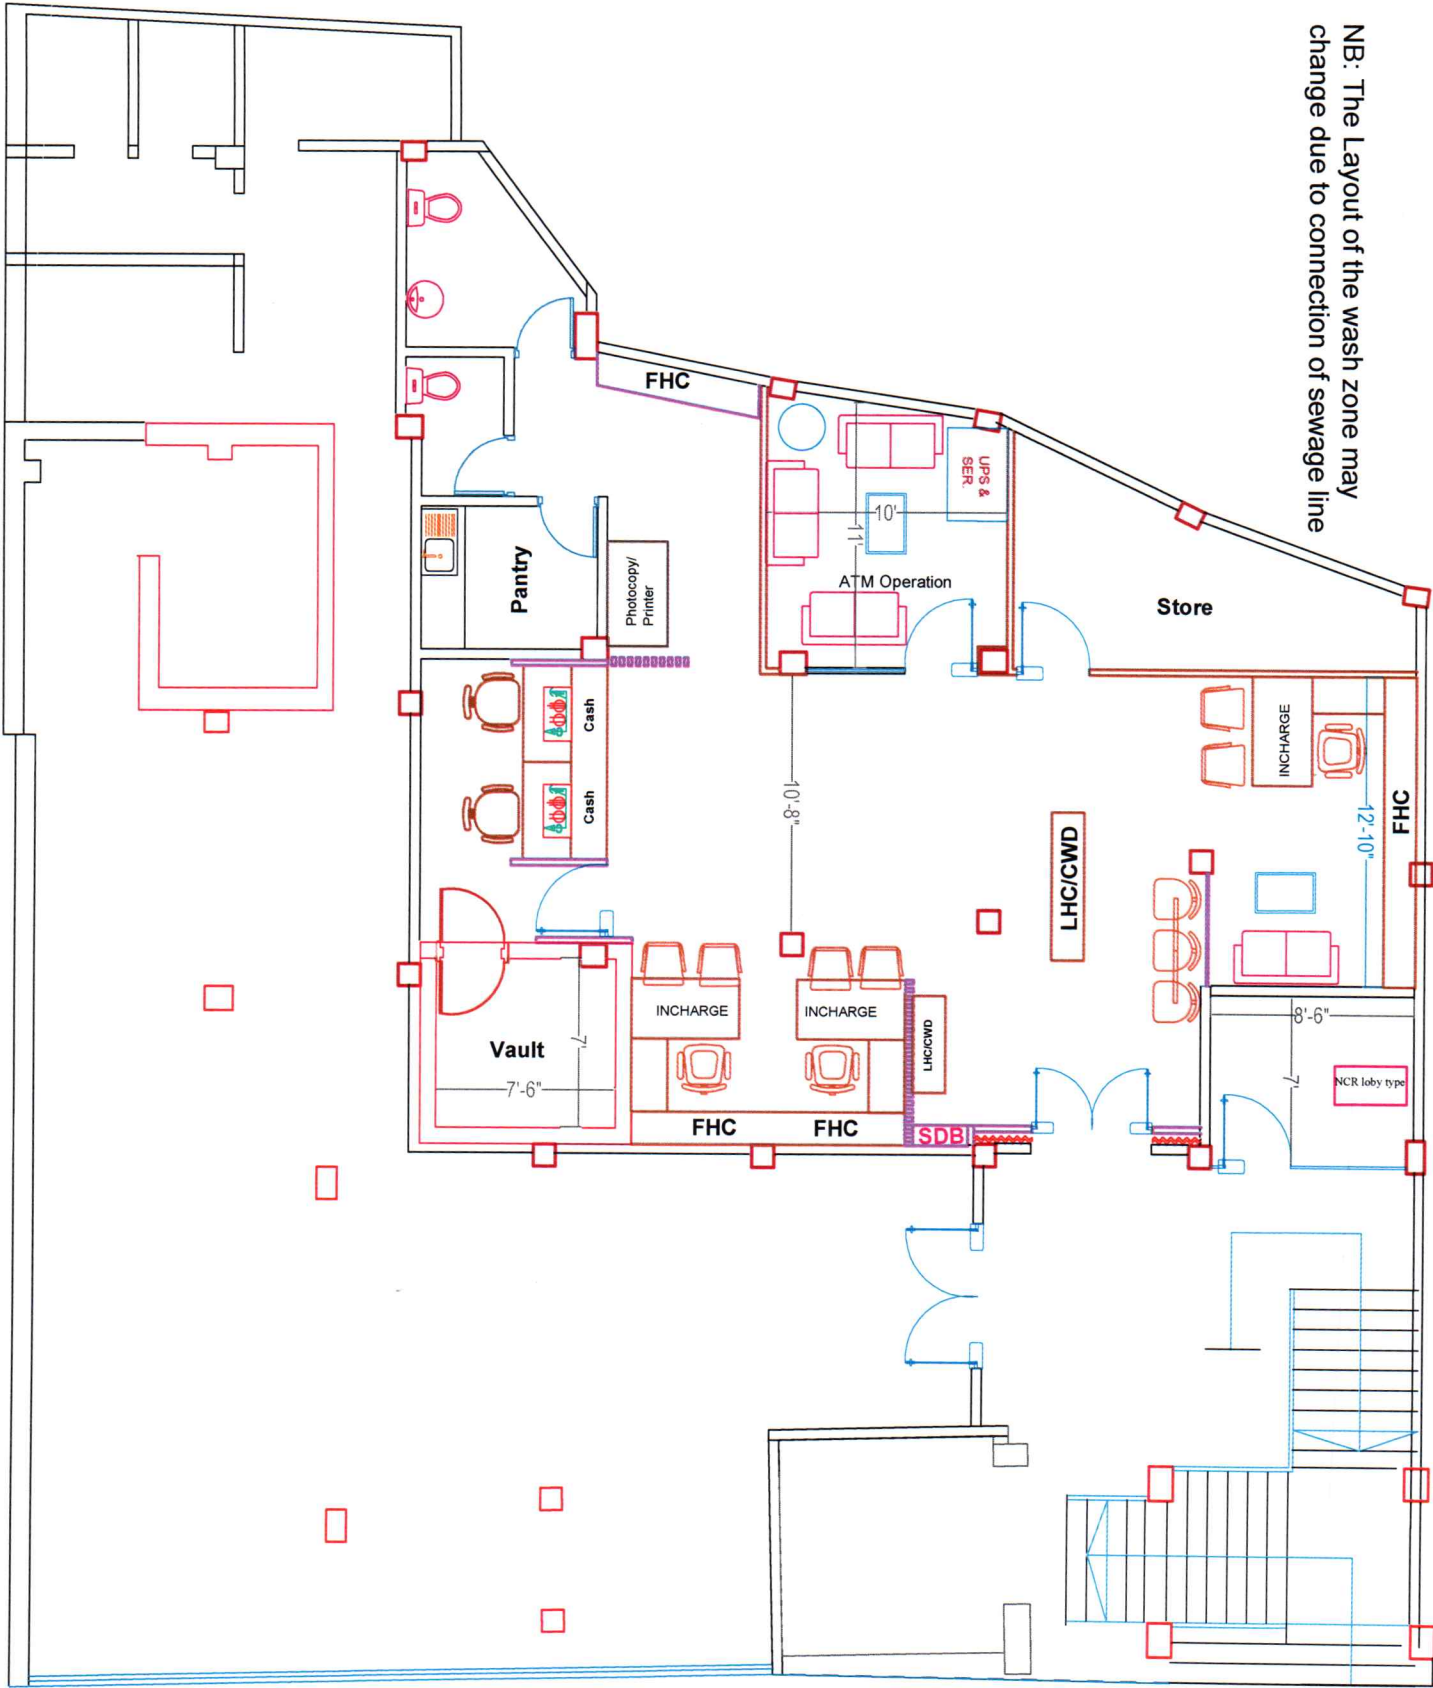 NB: The Layout of the wash zone may
change due to connection of sewage line
FHC
UPS &
SER.
10'
11'
ATM Operation
Store
Pantry
Photocopy/
Printer
Cash
Cash
INCHARGE
FHC
12'-10"
10'-8"
LHC/CWD
INCHARGE
INCHARGE
LHC/CWD
8'-6"
7'
NCR loby type
Vault
7'
7'-6"
FHC
FHC
SDB